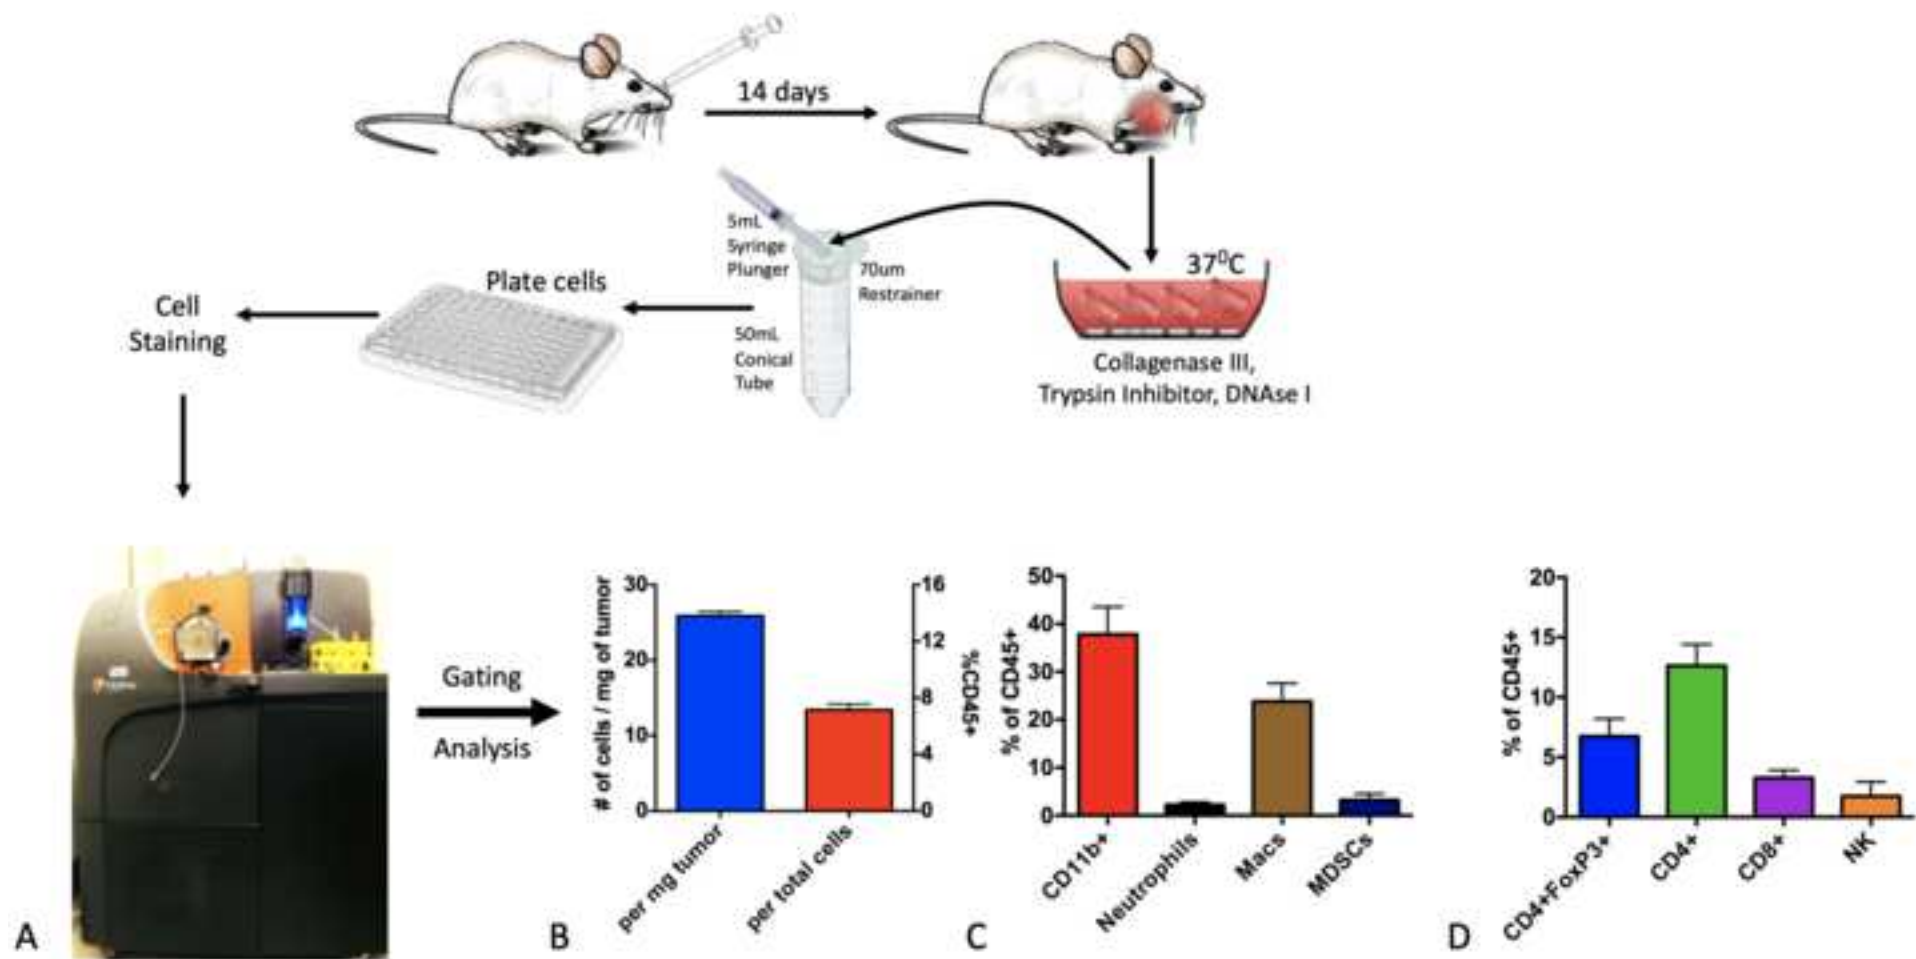 14 days
5mL
Syringe
Plunger
70um
Restrainer
37⁰C
Plate cells
Cell
Staining
50mL
Conical
Tube
Collagenase III,
Trypsin Inhibitor, DNAse I
Gating
Analysis
# of cells / mg of tumor
30
20
10
0
16
12
8
4
0
%CD45+
per mg tumor
per total cells
% of CD45+
50
40
30
20
10
0
CD11b+
Neutrophils
Macs
MDSCs
% of CD45+
20
15
10
5
0
CD4+FoxP3+
CD4+
CD8+
NK
A
B
C
D